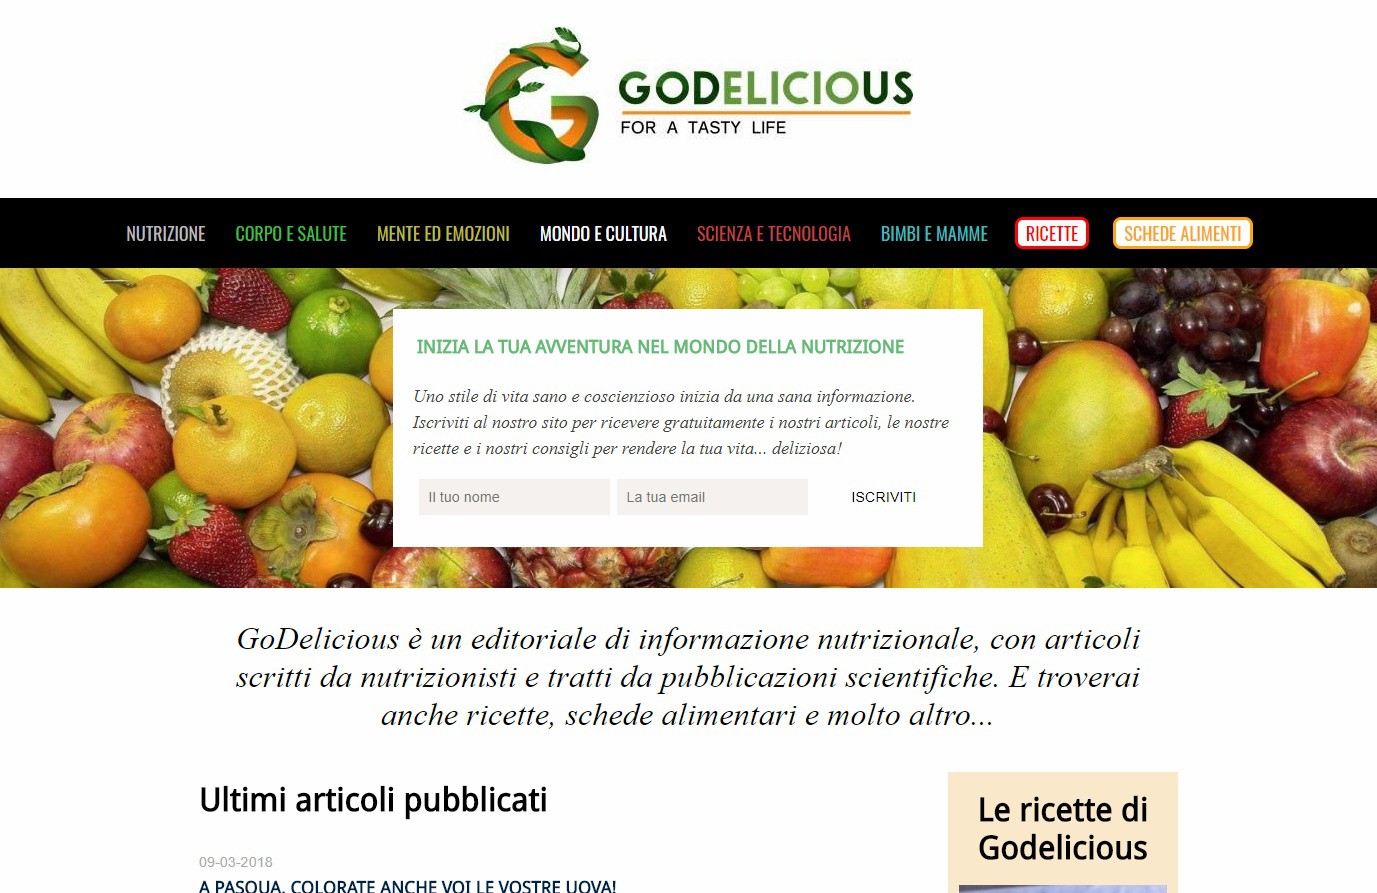 GODELICIOUS
FOR A TASTY LIFE
NUTRIZIONE CORPO E SALUTE MENTE ED EMOZIONI MONDO E CULTURA SCIENZA E TECNOLOGIA BIMBI E MAMME RICETTE SCHEDE ALIMENTI
INIZIA LA TUA AVVENTURA NEL MONDO DELLA NUTRIZIONE
Uno stile di vita sano e coscienzioso inizia da una sana informazione.
Iscriviti al nostro sito per ricevere gratuitamente i nostri articoli, le nostre
ricette e i nostri consigli per rendere la tua vita... deliziosa!
Il tuo nome La tua email ISCRIVITI
GoDelicious è un editoriale di informazione nutrizionale, con articoli
scritti da nutrizionisti e tratti da pubblicazioni scientifiche. E troverai
anche ricette, schede alimentari e molto altro...
Ultimi articoli pubblicati
09-03-2018
A PASQUA, COLORATE ANCHE VOI LE VOSTRE UOVA!
Le ricette di
Godelicious